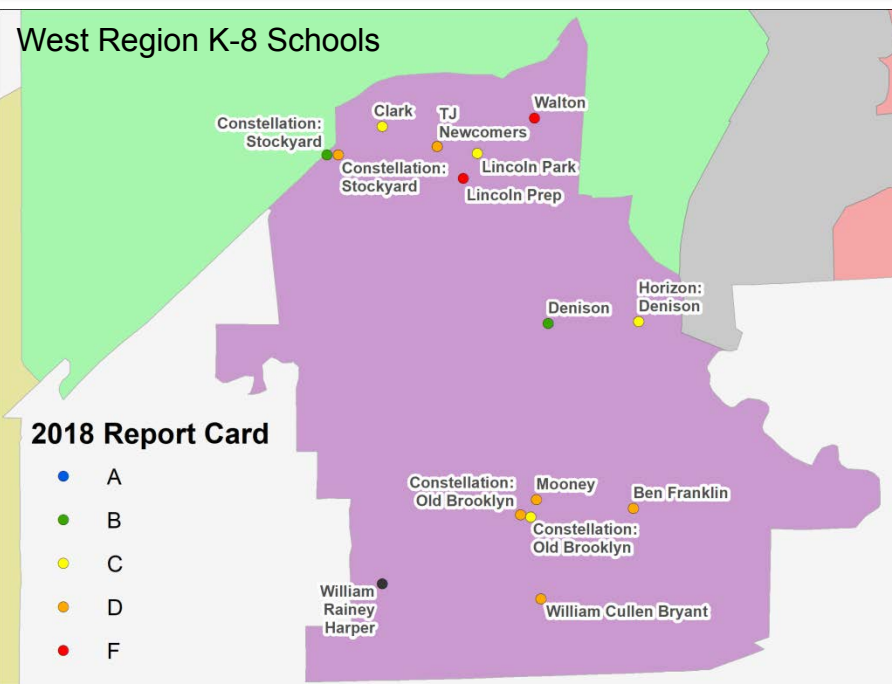 West Region K-8 Schools
Clark
TJ
Newcomers
Walton
Constellation:
Stockyard
Constellation:
Stockyard
Lincoln Park
Lincoln Prep
Denison
Horizon:
Denison
2018 Report Card
A
B
C
D
F
Constellation:
Old Brooklyn
Mooney
Ben Franklin
Constellation:
Old Brooklyn
William
Rainey
Harper
William Cullen Bryant